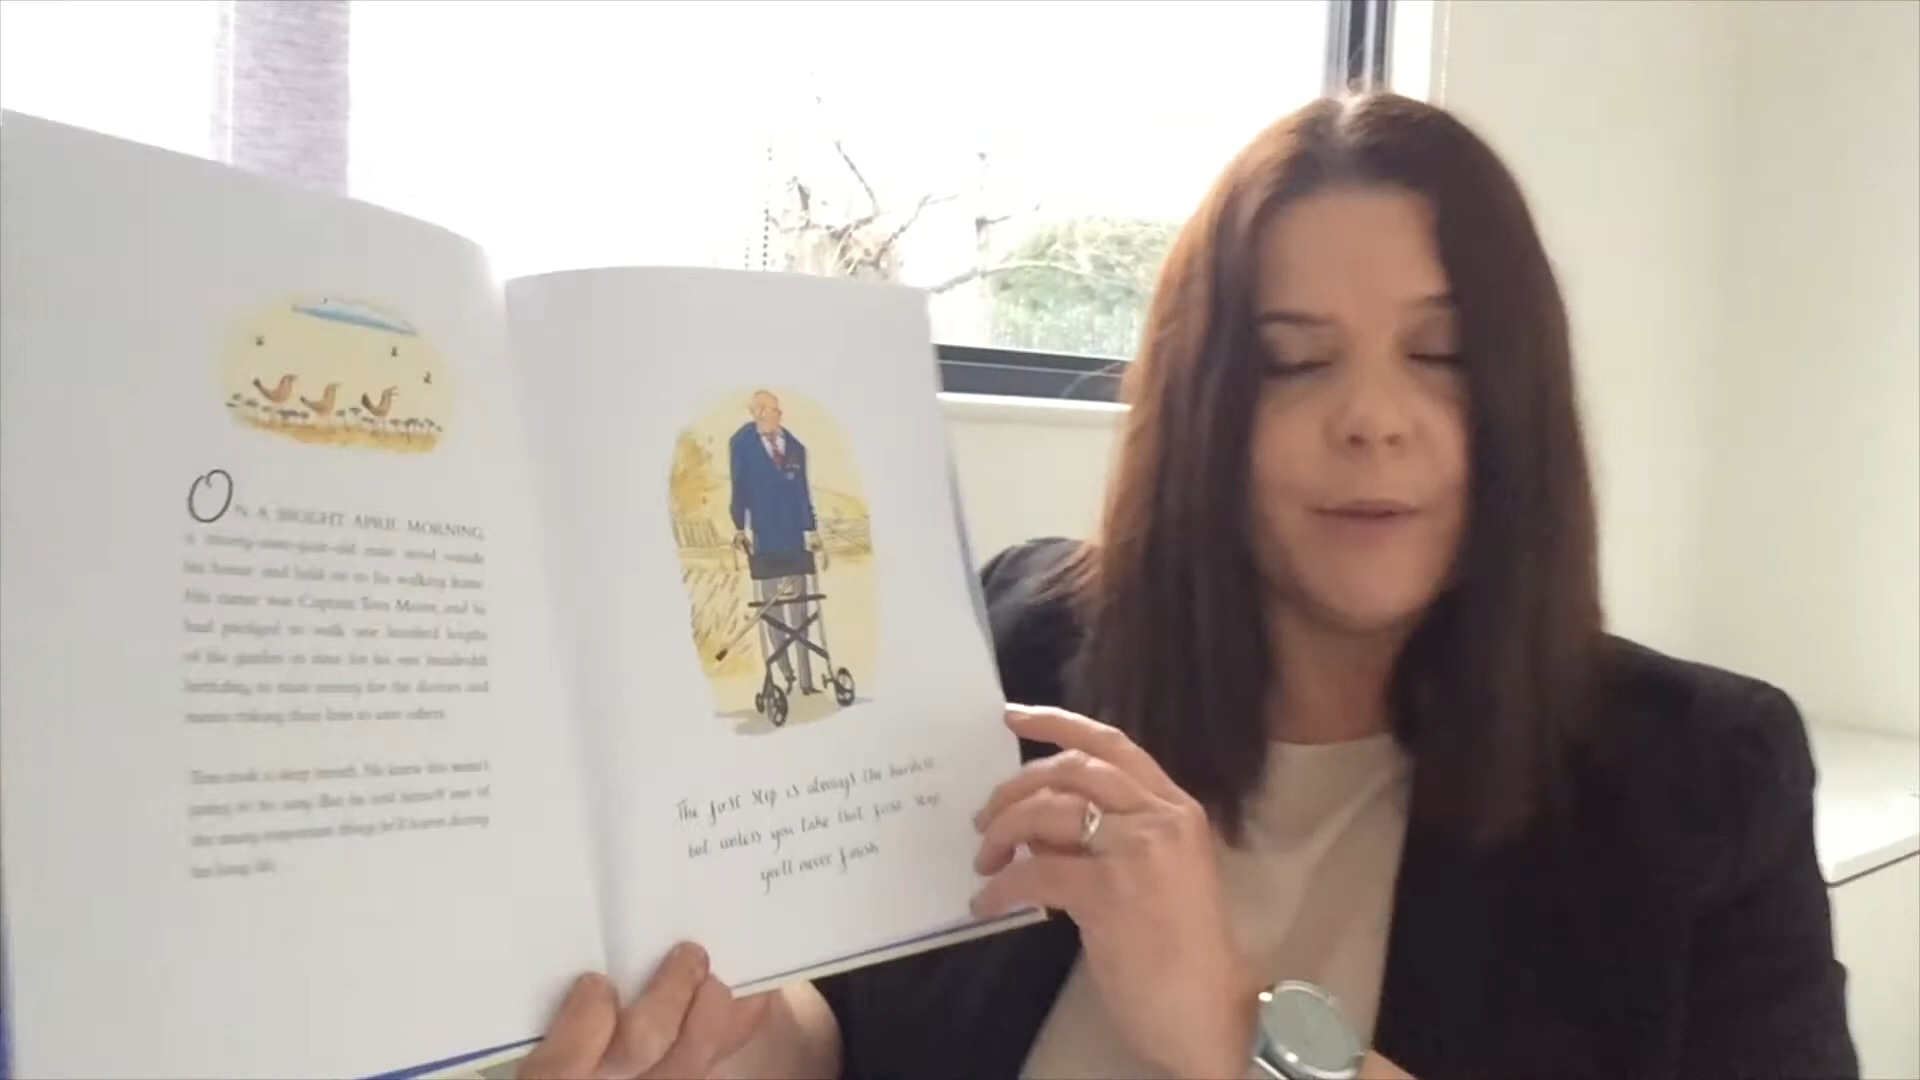 ON A BRIGHT APRIL MORNING,
a ninety-nine-year-old man stood outside
his house and held on to his walking frame.
His name was Captain Tom Moore, and he
had pledged to walk one hundred lengths
of his garden in time for his one hundredth
birthday, to raise money for the doctors and
nurses risking their lives to save others.
Tom took a deep breath. He knew this wasn't
going to be easy. But he told himself one of
the many important things he'd learnt during
his long life.
The first step is always the hardest
but unless you take that first step
you'll never finish